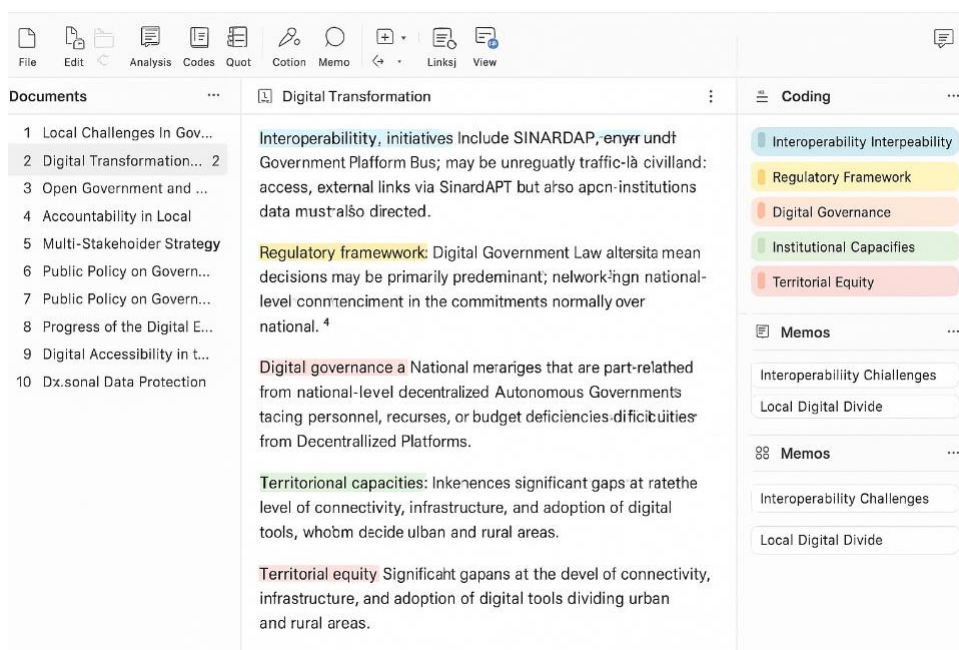 File
Edit
Analysis
Codes
Quot
Cotion
Memo
Linksj
View
Documents
1 Local Challenges In Gov...
2 Digital Transformation... 2
3 Open Government and ...
4 Accountability in Local
5 Multi-Stakehoider Strategy
6 Public Policy on Govern...
7 Public Policy on Govern...
8 Progress of the Digital E...
9 Digital Accessibility in t...
10 Dx.sonal Data Protection
Digital Transformation
Interoperabilitity, initiatives Include SINARDAP,
Government Plafform Bus; may be unreguatly traffic-là civilland:
access, external links via SinardAPT but also apcn-institutions
data must also directed.
Regulatory framewwork: Digital Government Law altersita mean
decisions may be primarily predeminant; nelwork-hgn national-
level conmtenciment in the commitments normally over
national. 4
Digital governance a National merariges that are part-relathed
from national-level decentralized Autonomous Governments
tacing personnel, recurses, or budget deficiencies
from Decentrallized Platforms.
Territorional capacities: Inkenences significant gaps at ratethe
level of connectivity, infrastructure, and adoption of digital
tools, whobm decide ulban and rural areas.
Territorial equity Significaht gapans at the devel of connectivity,
infrastructure, and adoption of digital tools dividing urban
and rural areas.
Coding
Interoperability Interpeability
Regulatory Framework
Digital Governance
Institutional Capacifies
Territorial Equity
Memos
Interoperabiliity Chiallenges
Local Digital Divide
Memos
Interoperability Challenges
Local Digital Divide